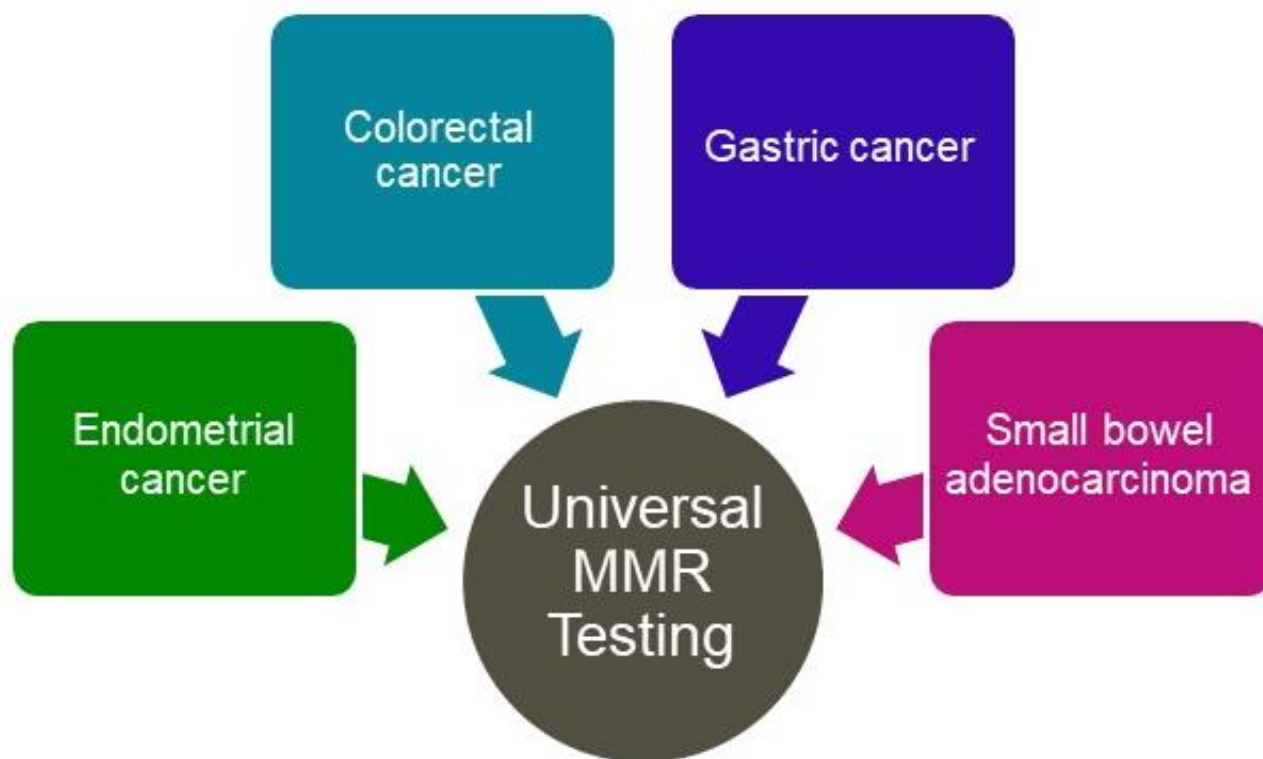 Colorectal
cancer
Gastric cancer
Endometrial
cancer
Small bowel
adenocarcinoma
Universal
MMR
Testing